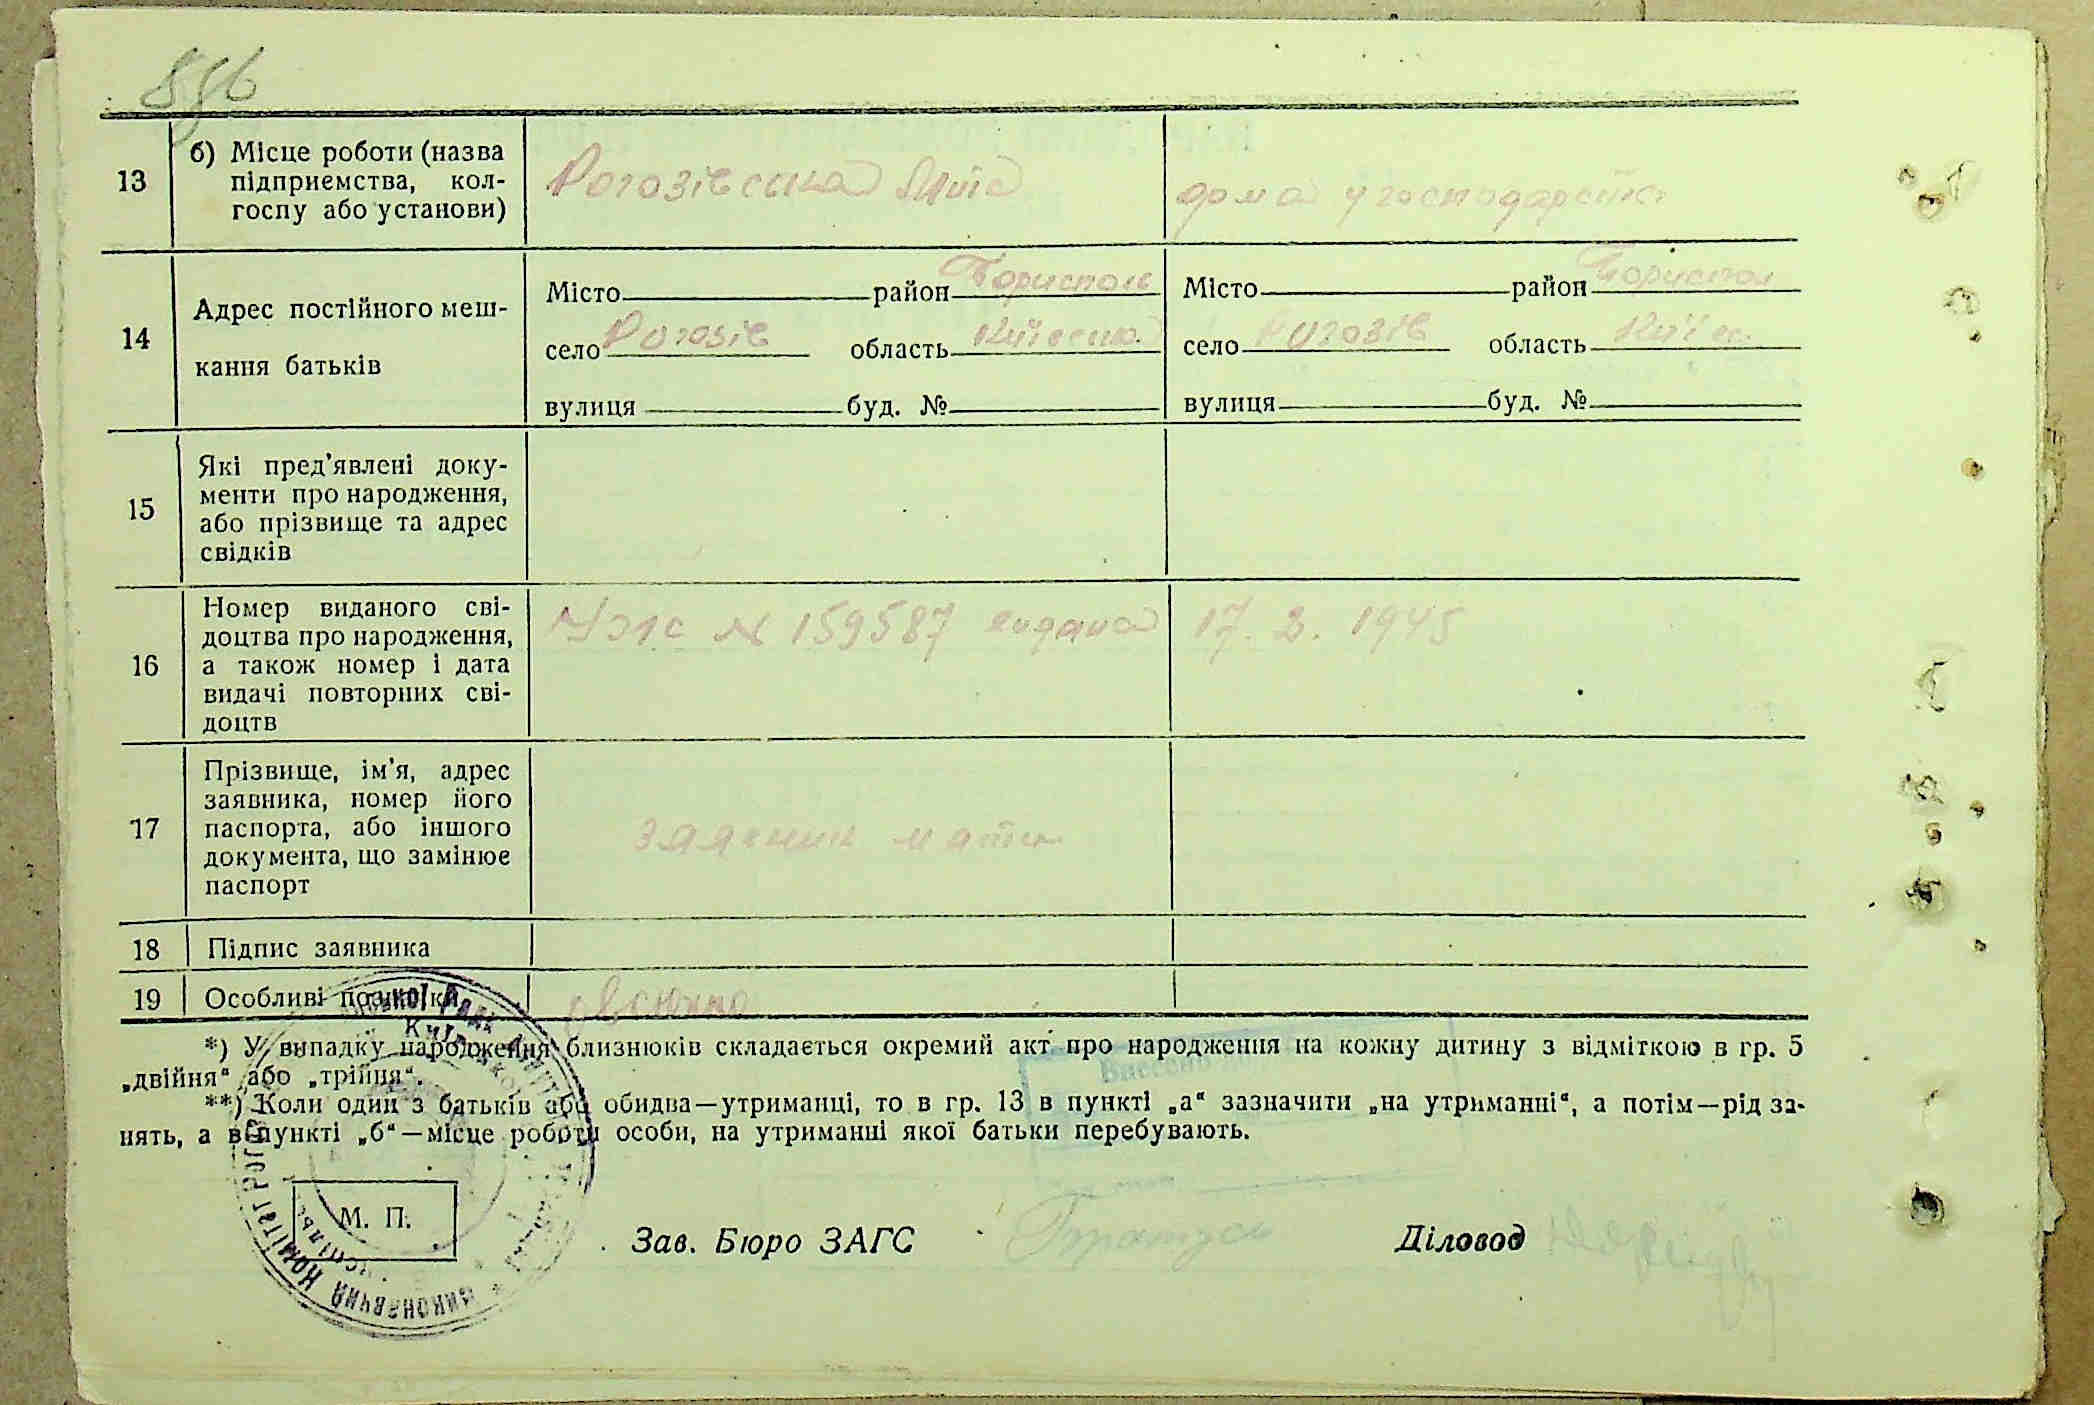 13
б) Місце роботи (назва
підприємства, кол-
госпу або установи)
Рогозівська
дома у господарстві
14
Адрес постійного меш-
кання батьків
Місто район Бориспол
село Рогозів область Київська
вулиця буд. №
Місто район Бориспол
село Рогозів область Київс.
вулиця буд. №
15
Які пред'явлені доку-
менти про народження,
або прізвище та адрес
свідків
16
Номер виданого сві-
доцтва про народження,
а також номер і дата
видачі повторних сві-
доцтв
№ 159587 видана 17. 3. 1945
17
Прізвище, ім'я, адрес
заявника, номер його
паспорта, або іншого
документа, що замінює
паспорт
заявник мати
18 Підпис заявника
19 Особливі познатки
*) У випадку народження близнюків складається окремий акт про народження на кожну дитину з відміткою в гр. 5
„двійня“ або „трійця“.
**) Коли один з батьків або обидва—утриманці, то в гр. 13 в пункті „а“ зазначити „на утриманні“, а потім—рід за-
нять, а в пункті „б“—місце роботи особи, на утриманні якої батьки перебувають.
М. П.
Зав. Бюро ЗАГС
Діловод